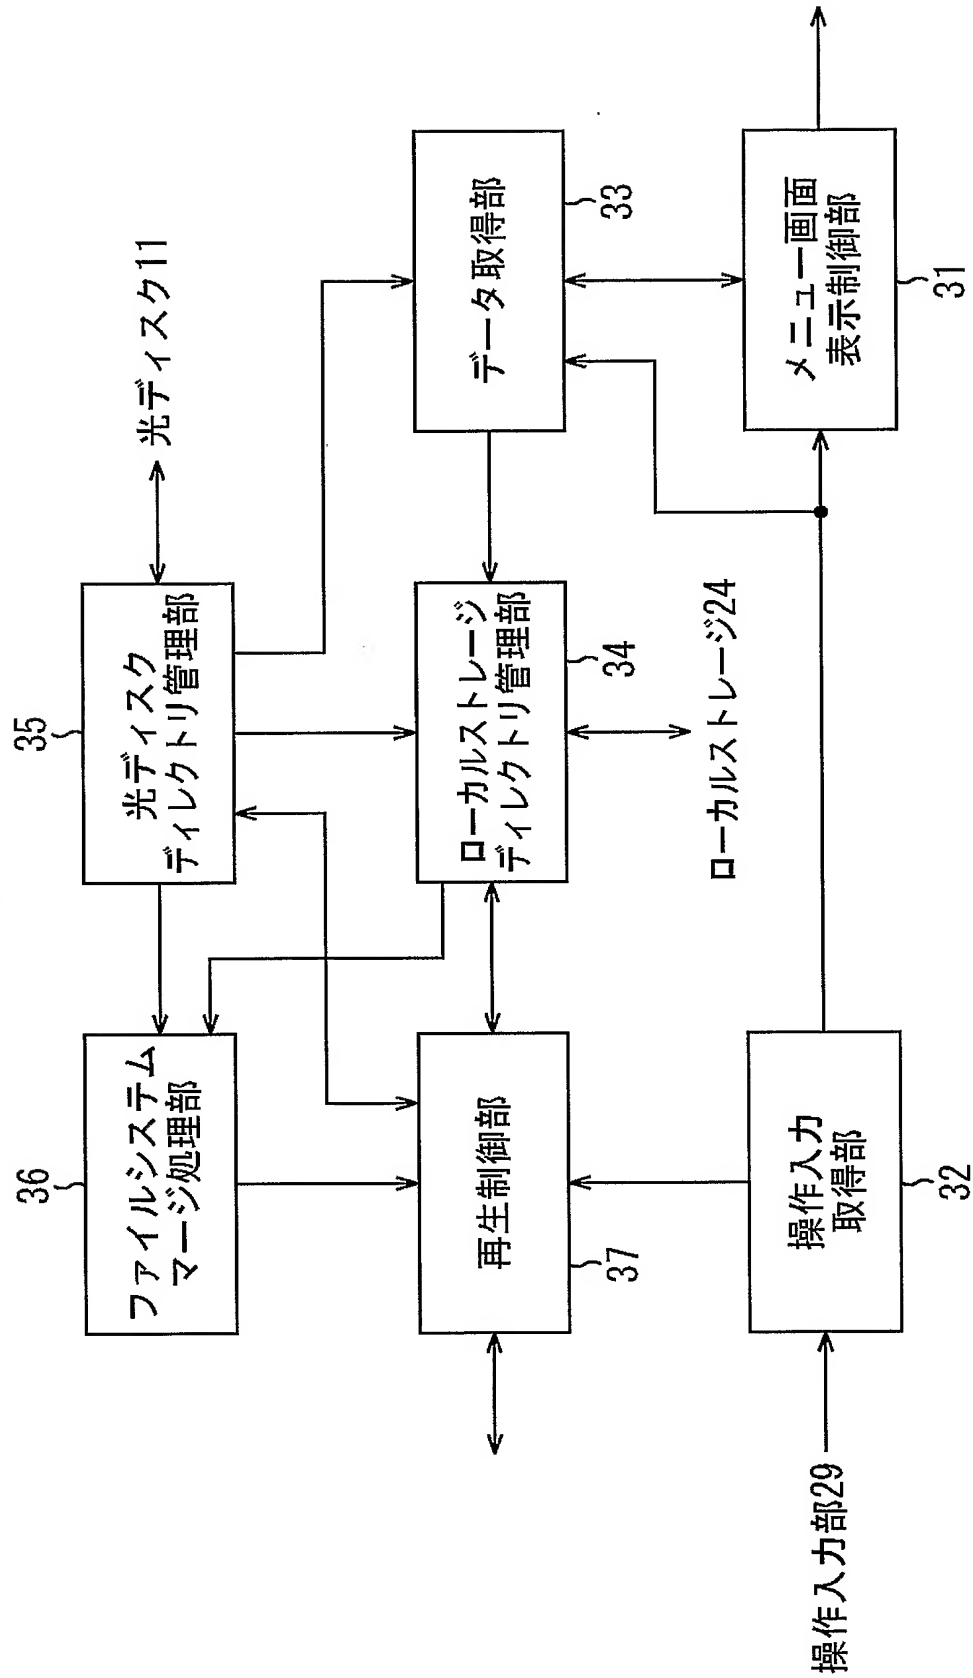 36
ファイルシステム
マージ処理部
35
光ディスク
ディレクトリ管理部
光ディスク11
再生制御部
37
ローカルストレージ
ディレクトリ管理部
34
データ取得部
33
ローカルストレージ24
操作入力部29
操作入力
取得部
32
メニュー画面
表示制御部
31